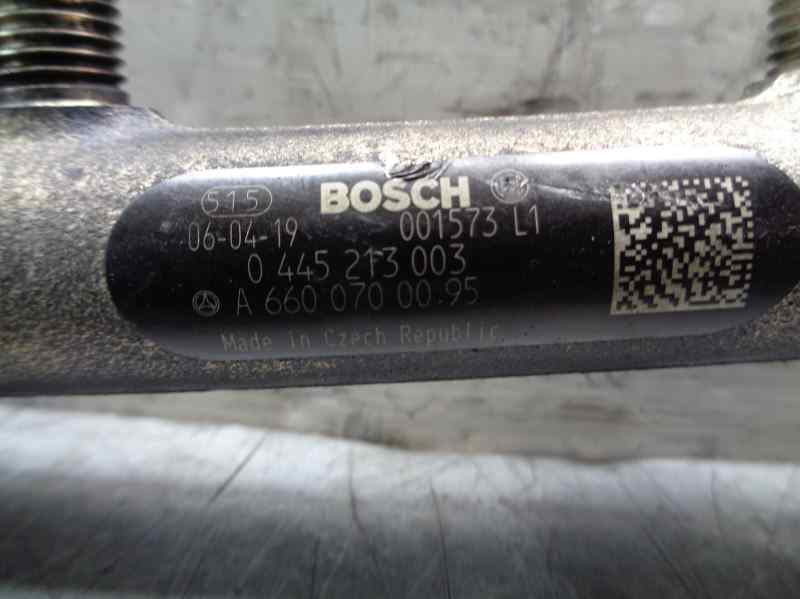 515 BOSCH
06-04-19 001573 L1
0 445 213 003
A 660 070 00.95
Made in Czech Republic